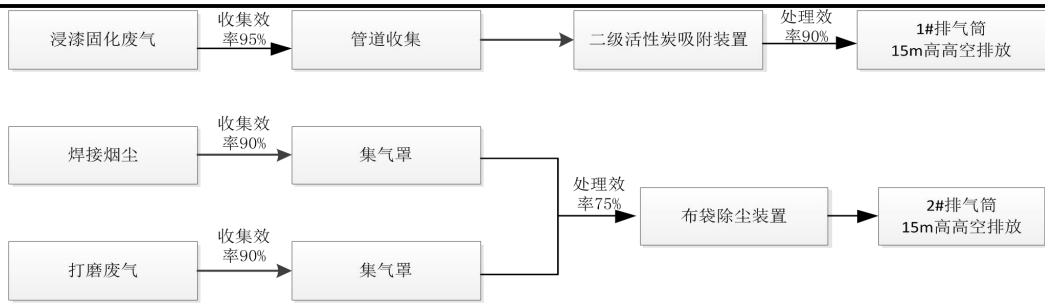 浸漆固化废气
收集效
率95%
管道收集
二级活性炭吸附装置
处理效
率90%
1#排气筒
15m高高空排放
焊接烟尘
收集效
率90%
集气罩
打磨废气
收集效
率90%
集气罩
处理效
率75%
布袋除尘装置
2#排气筒
15m高高空排放